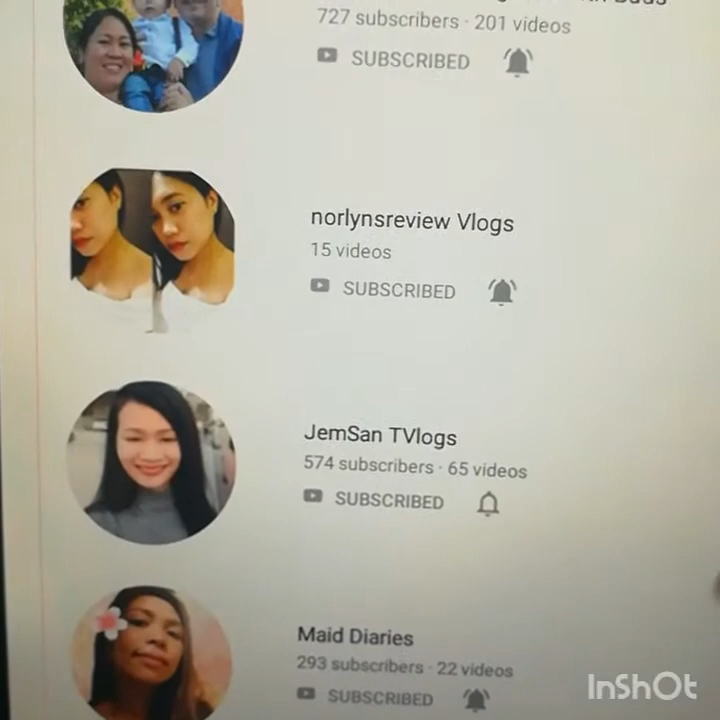 727 subscribers · 201 videos
SUBSCRIBED
norlynsreview Vlogs
15 videos
SUBSCRIBED
JemSan TVlogs
574 subscribers · 65 videos
SUBSCRIBED
Maid Diaries
293 subscribers · 22 videos
SUBSCRIBED
InShOt